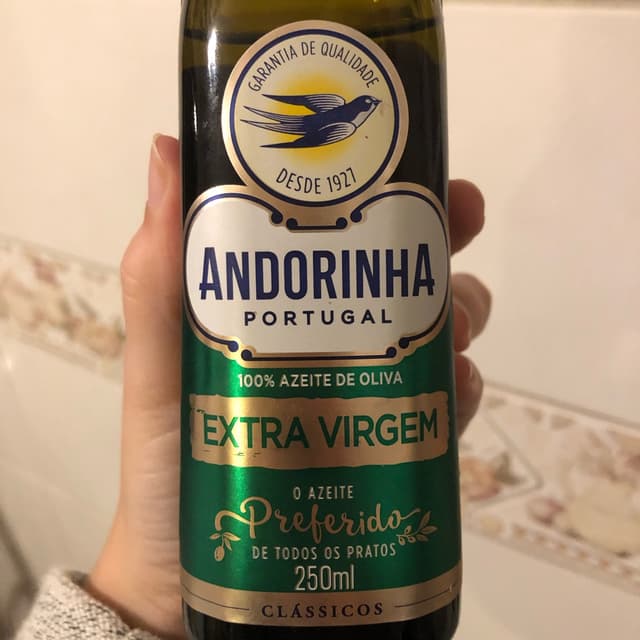 GARANTIA DE QUALIDADE
DESDE 1927
ANDORINHA
PORTUGAL
100% AZEITE DE OLIVA
EXTRA VIRGEM
O AZEITE
Preferido
DE TODOS OS PRATOS
250ml
CLÁSSICOS